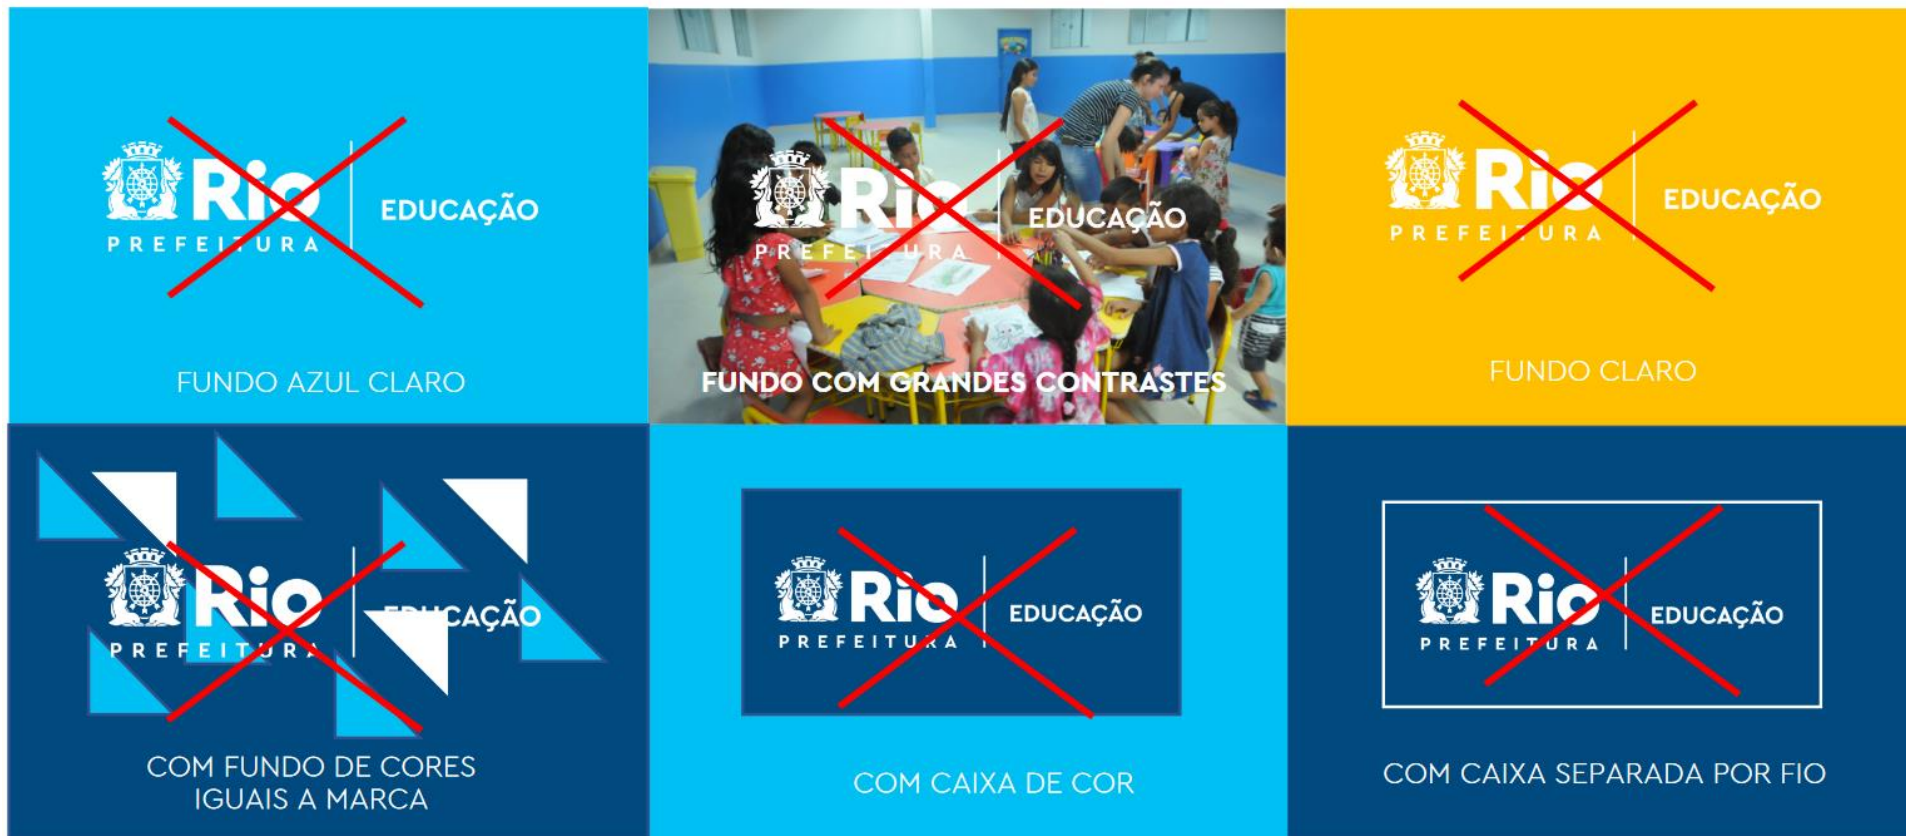 Rio
PREFEITURA
EDUCAÇÃO
FUNDO AZUL CLARO
Rio
PREFEITURA
EDUCAÇÃO
FUNDO COM GRANDES CONTRASTES
Rio
PREFEITURA
EDUCAÇÃO
FUNDO CLARO
Rio
PREFEITURA
EDUCAÇÃO
COM FUNDO DE CORES
IGUAIS A MARCA
Rio
PREFEITURA
EDUCAÇÃO
COM CAIXA DE COR
Rio
PREFEITURA
EDUCAÇÃO
COM CAIXA SEPARADA POR FIO